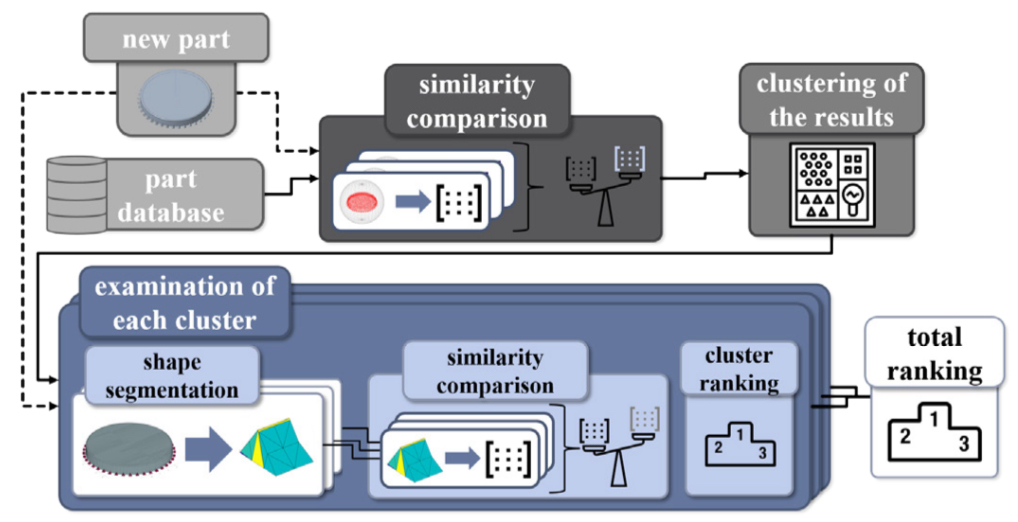 new part
part
database
similarity
comparison
clustering of
the results
examination of
each cluster
shape
segmentation
similarity
comparison
cluster
ranking
1
2
3
total
ranking
1
2
3